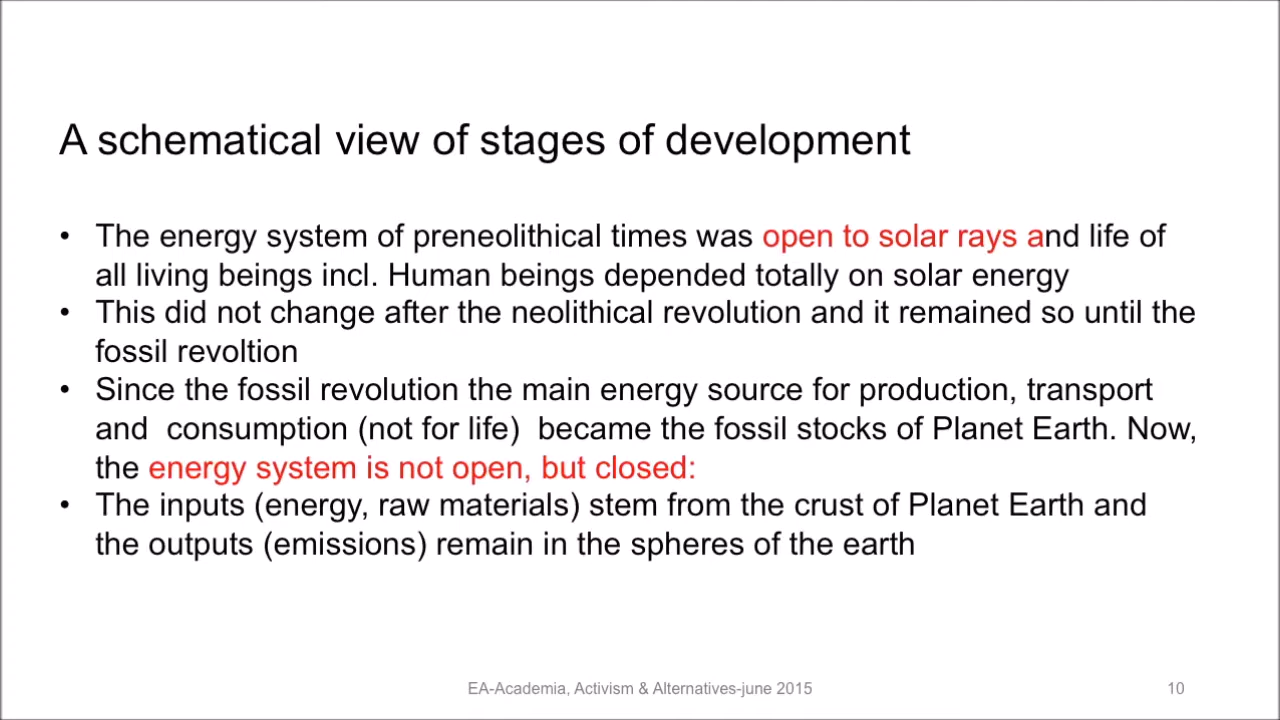 A schematical view of stages of development
• The energy system of preneolithical times was open to solar rays and life of
all living beings incl. Human beings depended totally on solar energy
• This did not change after the neolithical revolution and it remained so until the
fossil revoltion
• Since the fossil revolution the main energy source for production, transport
and  consumption (not for life)  became the fossil stocks of Planet Earth. Now,
the energy system is not open, but closed:
• The inputs (energy, raw materials) stem from the crust of Planet Earth and
the outputs (emissions) remain in the spheres of the earth
EA-Academia, Activism & Alternatives-june 2015
10